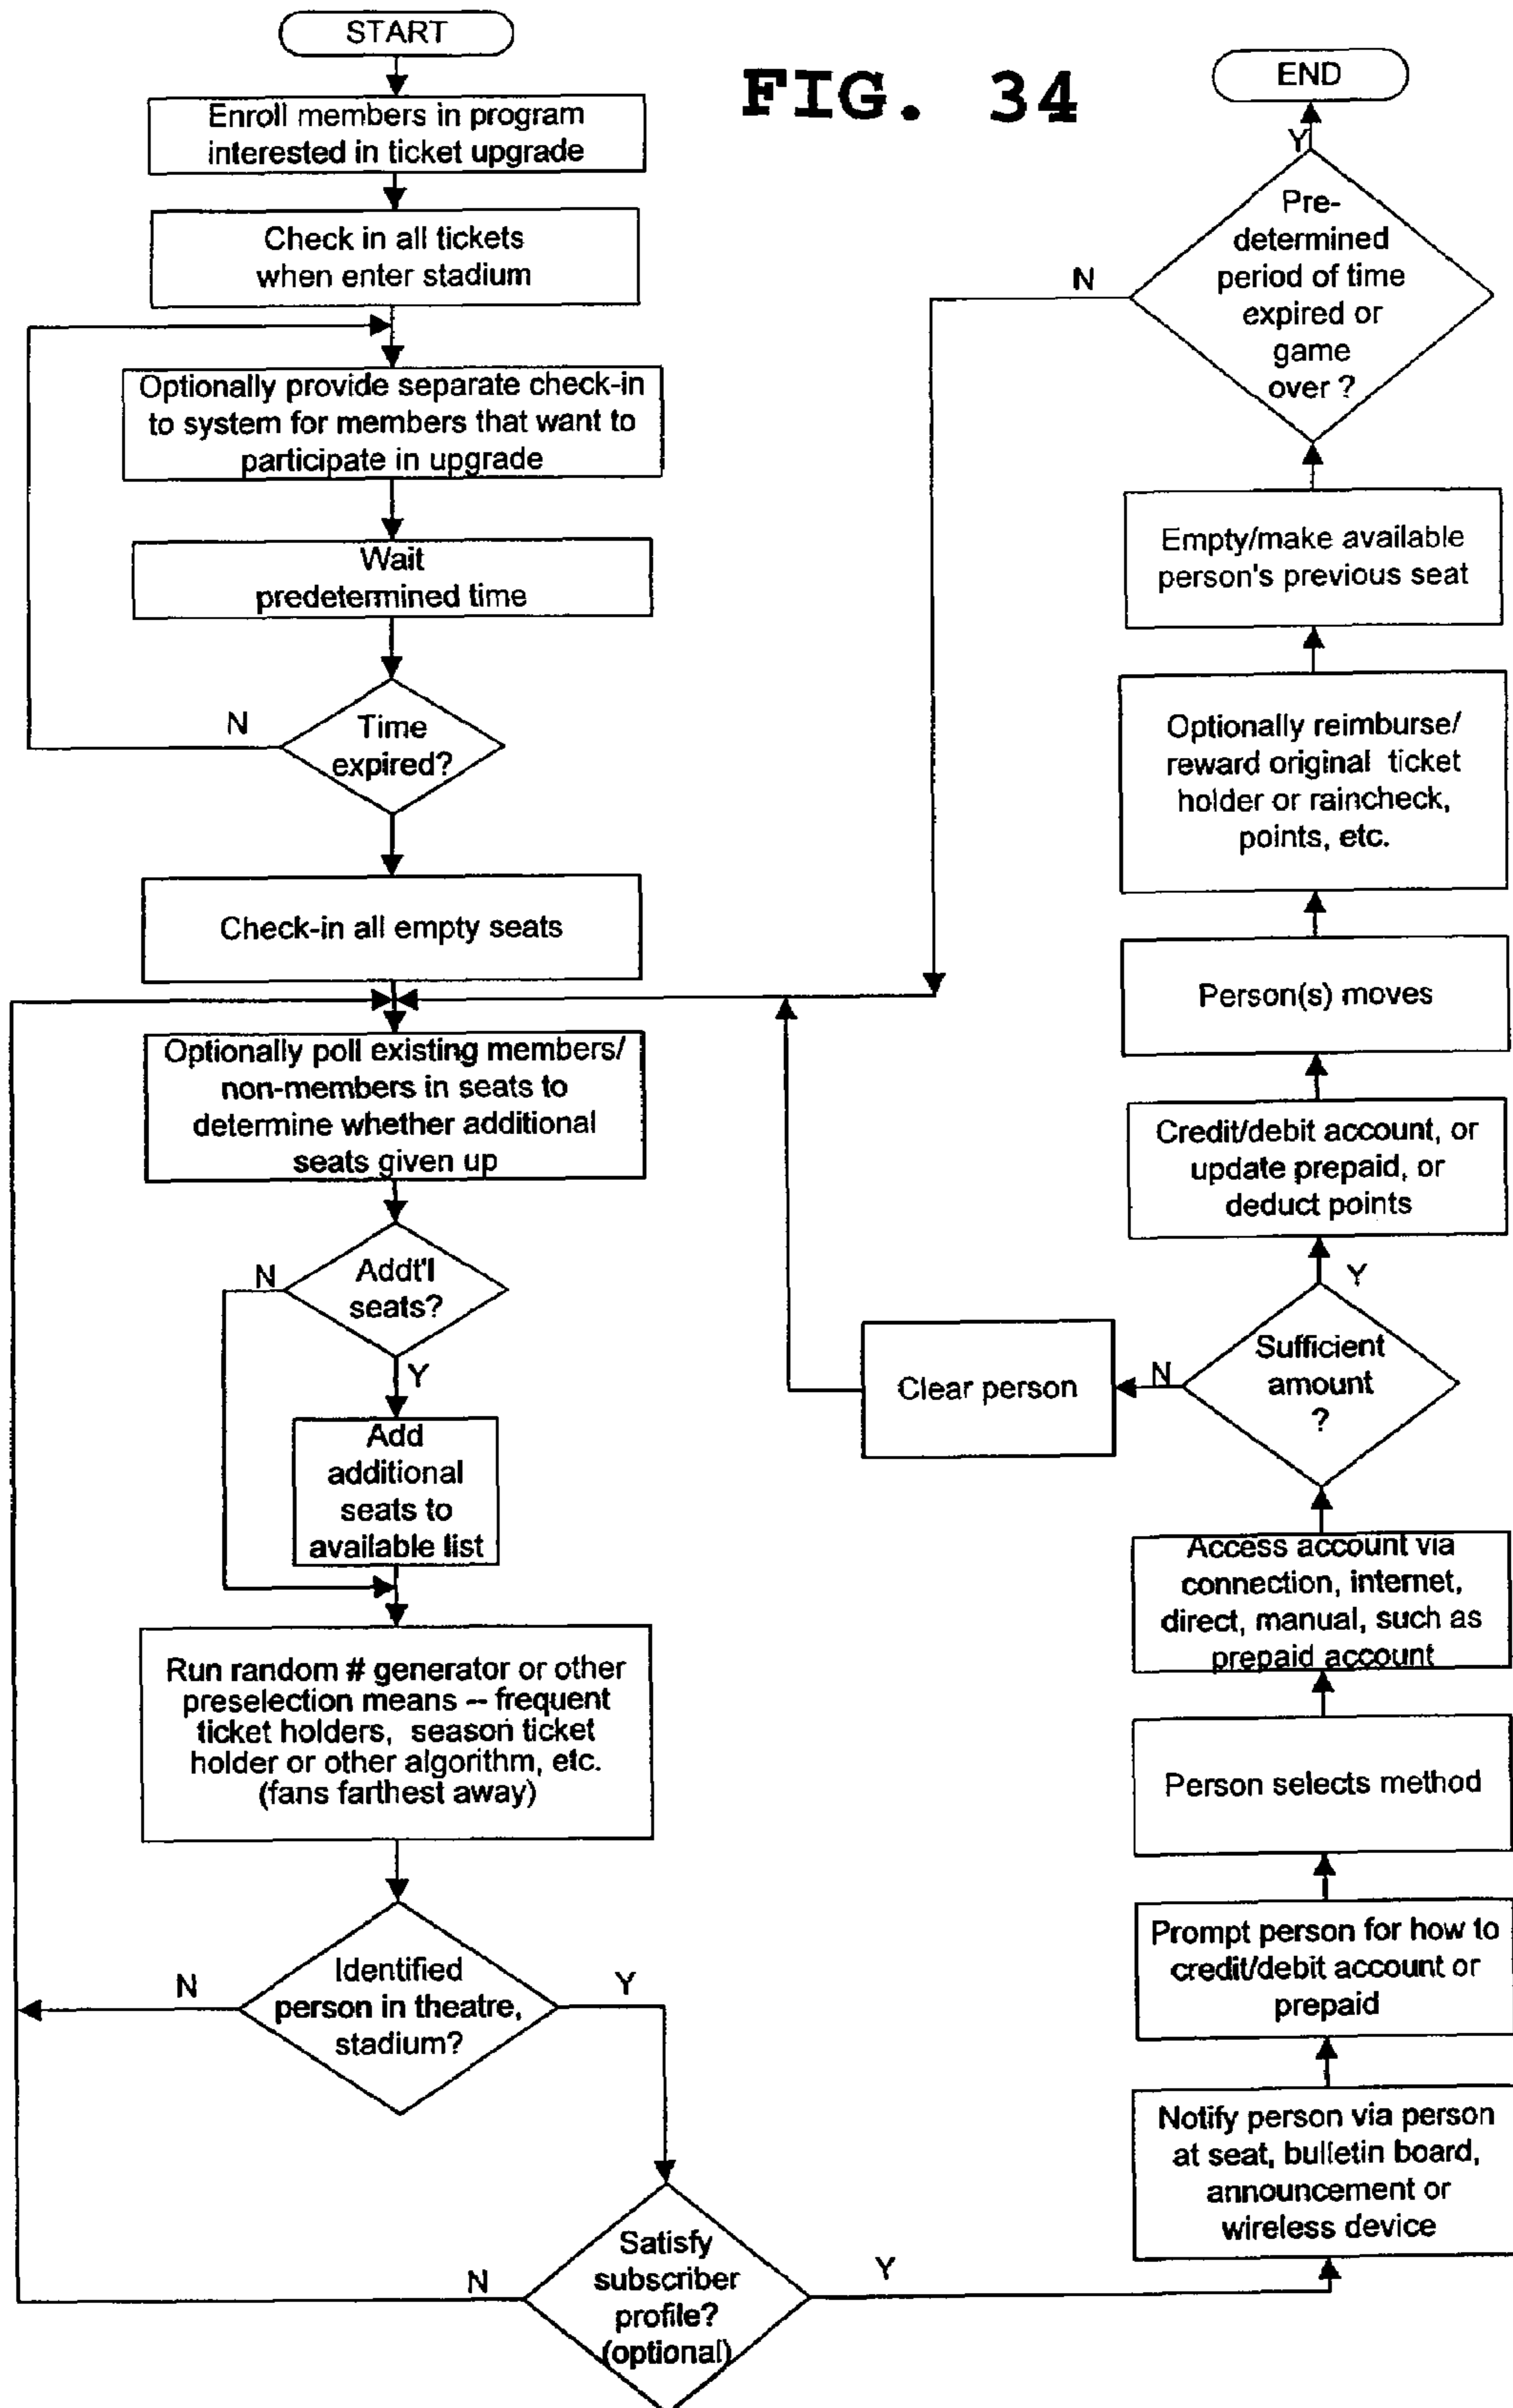 START
FIG. 34
Enroll members in program
interested in ticket upgrade
Check in all tickets
when enter stadium
Optionally provide separate check-in
to system for members that want to
participate in upgrade
Wait
predetermined time
Time
expired?
N
Check-in all empty seats
Optionally poll existing members/
non-members in seats to
determine whether additional
seats given up
Addt'l
seats?
N
Y
Add
additional
seats to
available list
Run random # generator or other
preselection means -- frequent
ticket holders, season ticket
holder or other algorithm, etc.
(fans farthest away)
Identified
person in theatre,
stadium?
N
Y
Satisfy
subscriber
profile?
(optional)
N
Y
Notify person via person
at seat, bulletin board,
announcement or
wireless device
Prompt person for how to
credit/debit account or
prepaid
Person selects method
Access account via
connection, internet,
direct, manual, such as
prepaid account
Sufficient
amount
?
N
Y
Clear person
Credit/debit account, or
update prepaid, or
deduct points
Person(s) moves
Optionally reimburse/
reward original ticket
holder or raincheck,
points, etc.
Empty/make available
person's previous seat
Pre-
determined
period of time
expired or
game
over ?
N
Y
END